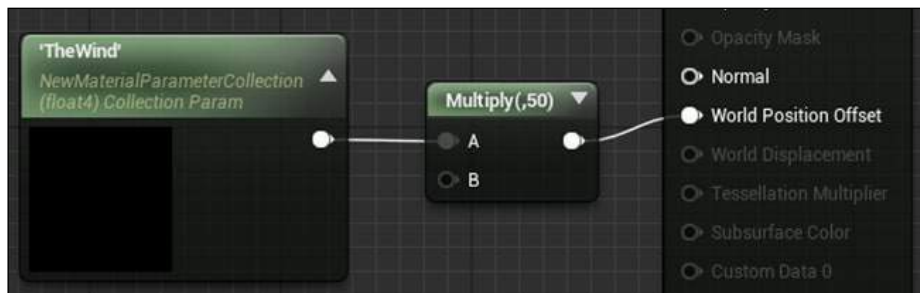 'TheWind'
NewMaterialParameterCollection
(float4) Collection Param
Multiply(,50)
A
B
Opacity Mask
Normal
World Position Offset
World Displacement
Tessellation Multiplier
Subsurface Color
Custom Data 0